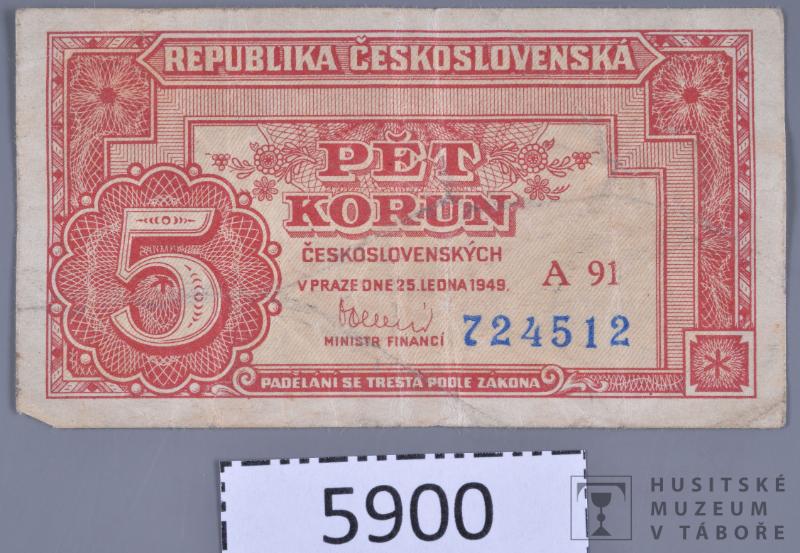 REPUBLIKA ČESKOSLOVENSKÁ
PĚT
KORUN
ČESKOSLOVENSKÝCH
V PRAZE DNE 25. LEDNA 1949.
A 91
724512
MINISTR FINANCÍ
5
PADĚLÁNÍ SE TRESTÁ PODLE ZÁKONA
5900
HUSITSKÉ
MUZEUM
V TÁBOŘE